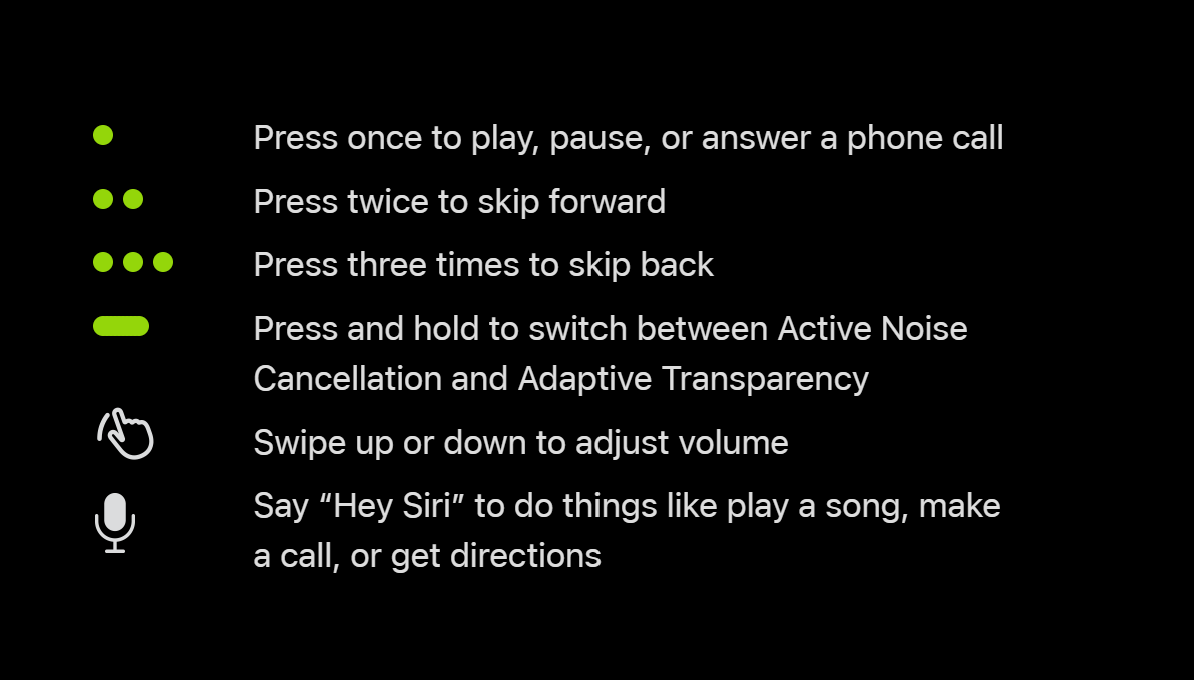 Press once to play, pause, or answer a phone call
Press twice to skip forward
Press three times to skip back
Press and hold to switch between Active Noise
Cancellation and Adaptive Transparency
Swipe up or down to adjust volume
Say “Hey Siri” to do things like play a song, make
a call, or get directions